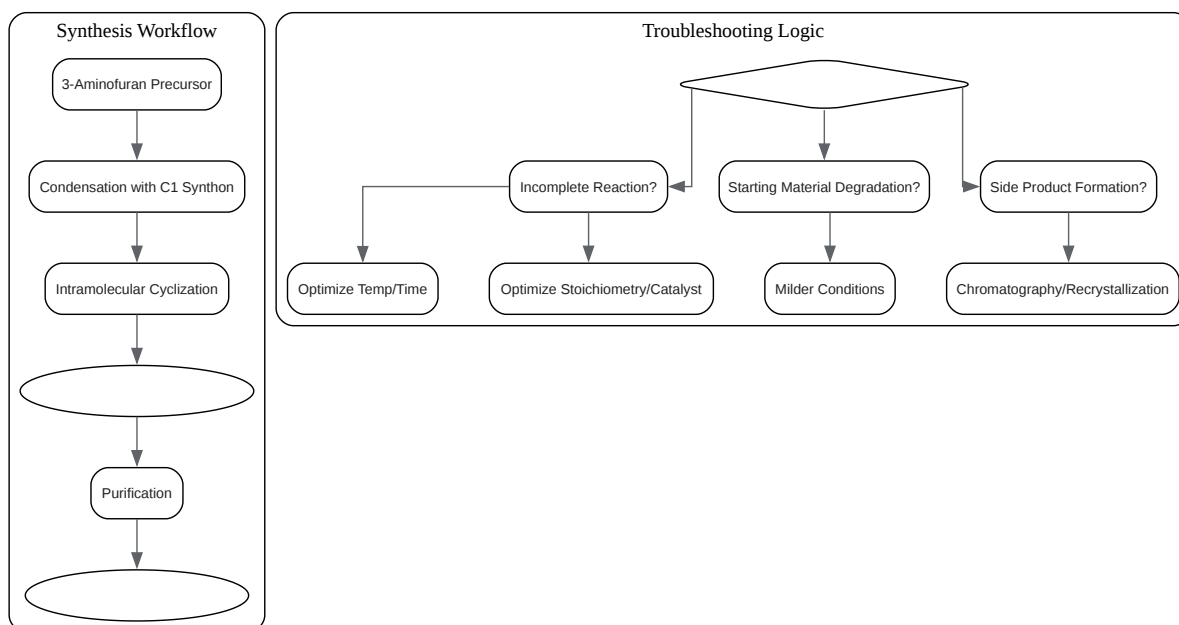 Synthesis Workflow
3-Aminofuran Precursor
Condensation with C1 Synthon
Intramolecular Cyclization
Purification
Troubleshooting Logic
Incomplete Reaction?
Starting Material Degradation?
Side Product Formation?
Optimize Temp/Time
Optimize Stoichiometry/Catalyst
Milder Conditions
Chromatography/Recrystallization